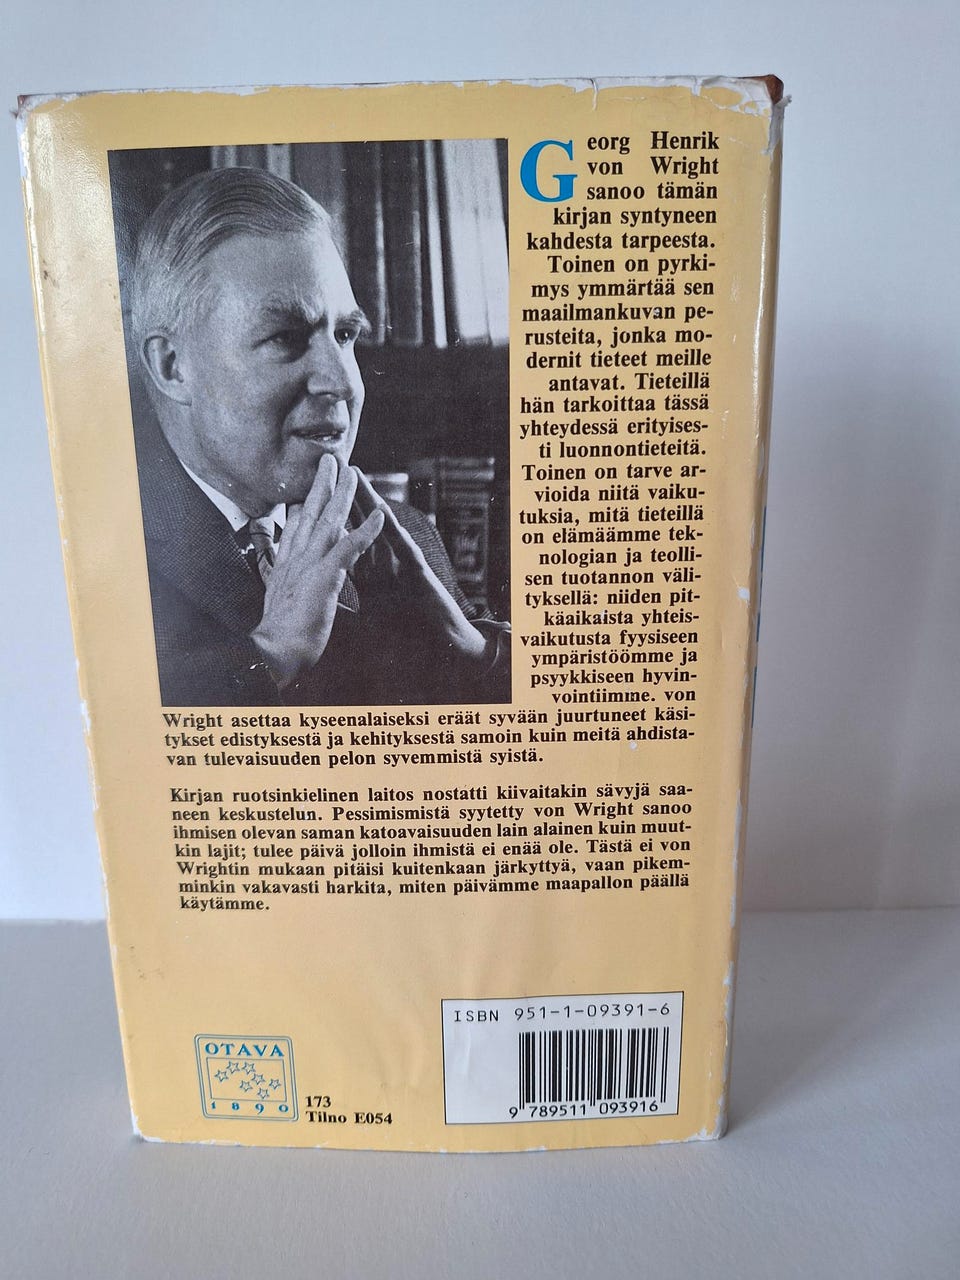 Georg Henrik
von Wright
sanoo tämän
kirjan syntyneen
kahdesta tarpeesta.
Toinen on pyrki-
mys ymmärtää sen
maailmankuvan pe-
rusteita, jonka mo-
dernit tieteet meille
antavat. Tieteillä
hän tarkoittaa tässä
yhteydessä erityises-
ti luonnontieteitä.
Toinen on tarve ar-
vioida niitä vaiku-
tuksia, mitä tieteillä
on elämäämme tek-
nologian ja teolli-
sen tuotannon väli-
tyksellä: niiden pit-
käaikaista yhteis-
vaikutusta fyysiseen
ympäristöömme ja
psyykkiseen hyvin-
vointiimme. von
Wright asettaa kyseenalaiseksi eräät syvään juurtuneet käsi-
tykset edistyksestä ja kehityksestä samoin kuin meitä ahdista-
van tulevaisuuden pelon syvemmistä syistä.
Kirjan ruotsinkielinen laitos nostatti kiivaitakin sävyjä saa-
neen keskustelun. Pessimismistä syytetty von Wright sanoo
ihmisen olevan saman katoavaisuuden lain alainen kuin muut-
kin lajit; tulee päivä jolloin ihmistä ei enää ole. Tästä ei von
Wrightin mukaan pitäisi kuitenkaan järkyttyä, vaan pikem-
minkin vakavasti harkita, miten päivämme maapallon päällä
käytämme.
OTAVA
1890
173
Tilno E054
ISBN 951-1-09391-6
9 789511 093916